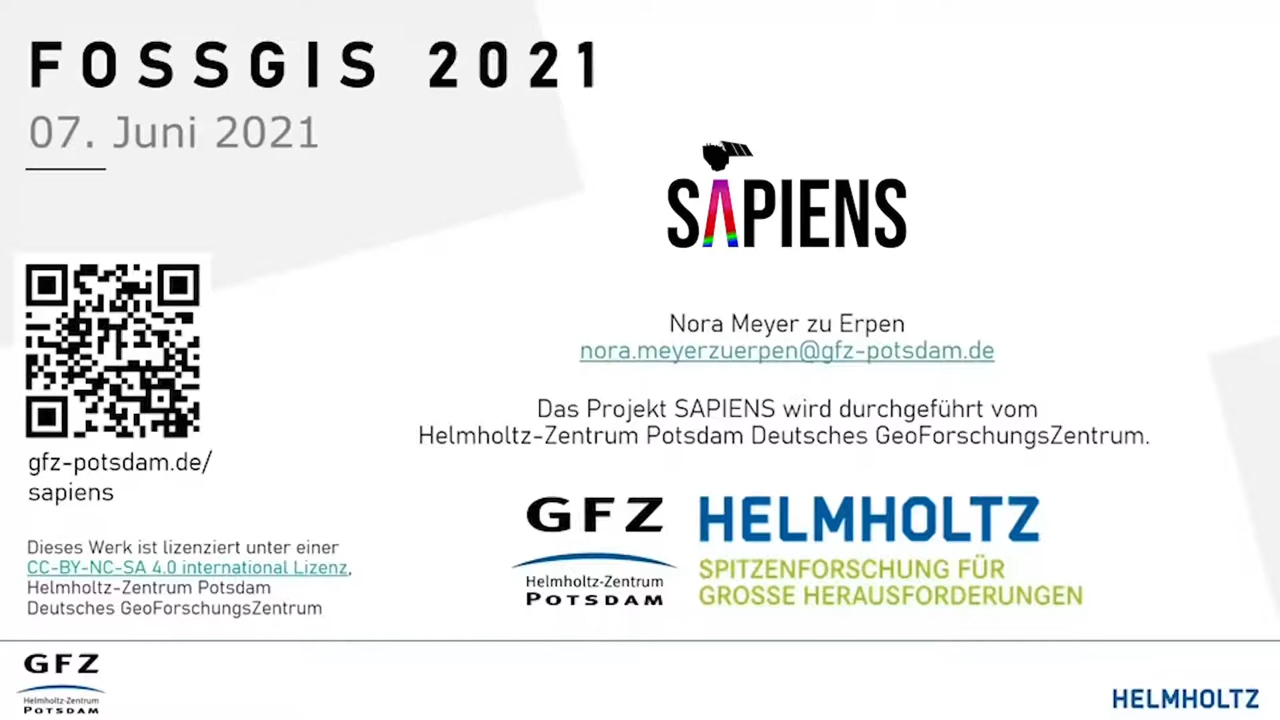 FOSSGIS 2021
07. Juni 2021
SAPIENS
Nora Meyer zu Erpen
nora.meyerzuerpen@gfz-potsdam.de
Das Projekt SAPIENS wird durchgeführt vom
Helmholtz-Zentrum Potsdam Deutsches GeoForschungsZentrum.
gfz-potsdam.de/
sapiens
Dieses Werk ist lizenziert unter einer
CC-BY-NC-SA 4.0 international Lizenz,
Helmholtz-Zentrum Potsdam
Deutsches GeoForschungsZentrum
GFZ
Helmholtz-Zentrum
POTSDAM
HELMHOLTZ
SPITZENFORSCHUNG FÜR
GROSSE HERAUSFORDERUNGEN
GFZ
Helmholtz-Zentrum
POTSDAM
HELMHOLTZ